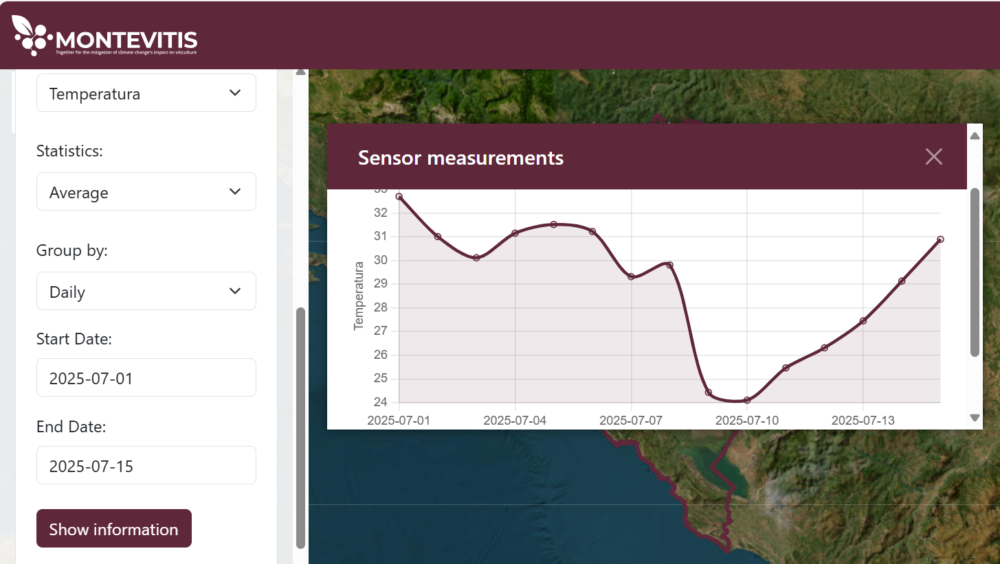 MONTEVITIS
Together for the mitigation of climate change's impact on viticulture
Temperatura
Statistics:
Average
Group by:
Daily
Start Date:
2025-07-01
End Date:
2025-07-15
Show information
Sensor measurements
Temperatura
33
32
31
30
29
28
27
26
25
24
2025-07-01
2025-07-04
2025-07-07
2025-07-10
2025-07-13